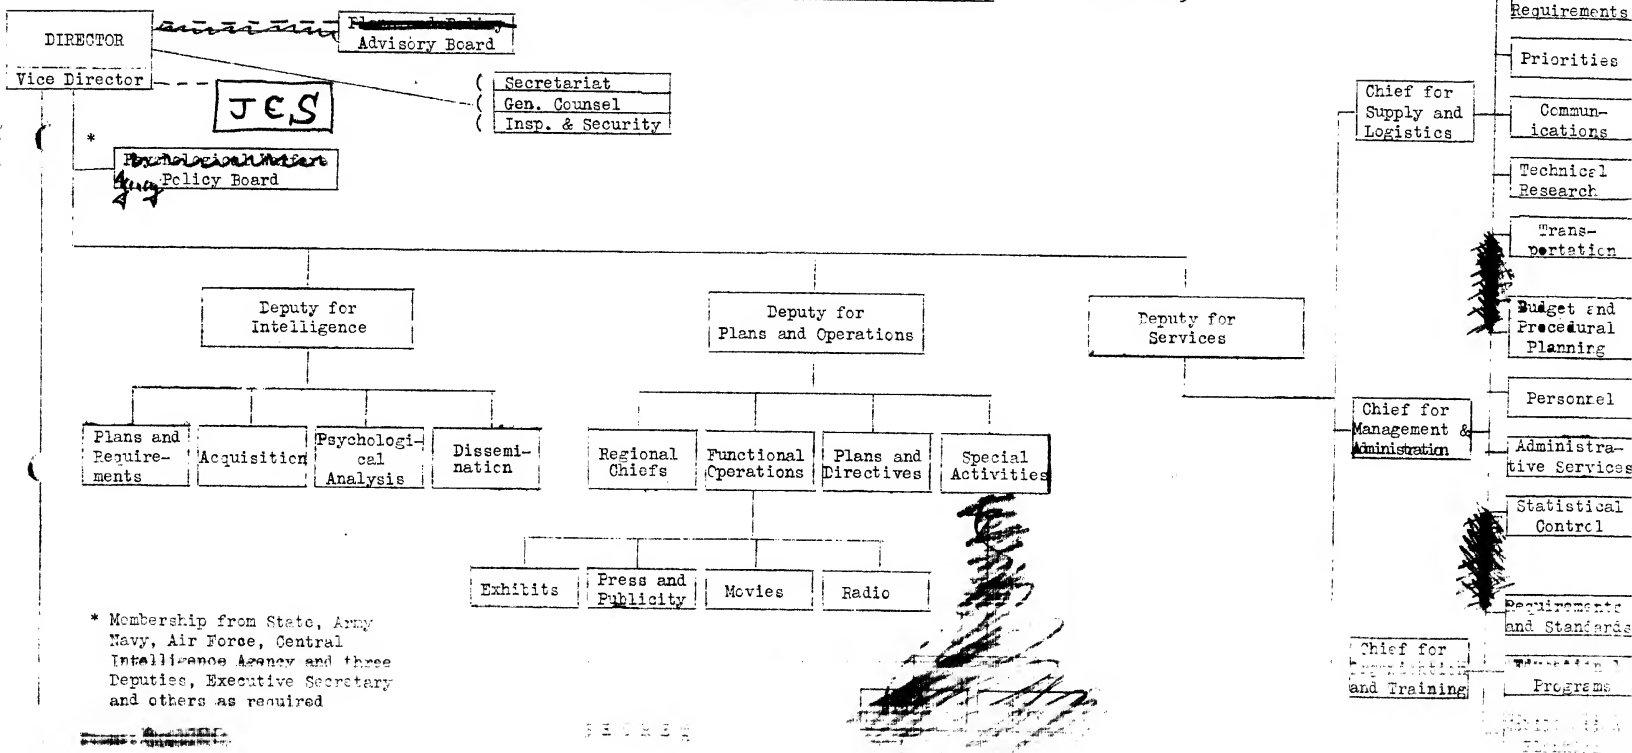 DIRECTOR
Vice Director
Advisory Board
Secretariat
Gen. Counsel
Insp. & Security
JCS
*
Policy Board
Deputy for
Intelligence
Deputy for
Plans and Operations
Deputy for
Services
Plans and
Require-
ments
Acquisition
Psychologi-
cal
Analysis
Dissemi-
nation
Regional
Chiefs
Functional
Operations
Plans and
Directives
Special
Activities
Exhibits
Press and
Publicity
Movies
Radio
Chief for
Supply and
Logistics
Chief for
Management &
Administration
Chief for
and Training
Requirements
Priorities
Commun-
ications
Technical
Research
Trans-
portation
Budget and
Procedural
Planning
Personnel
Administra-
tive Services
Statistical
Control
Requirements
and Standards
Programs
* Membership from State, Army
Navy, Air Force, Central
Intelligence Agency and three
Deputies, Executive Secretary
and others as required
SECRET